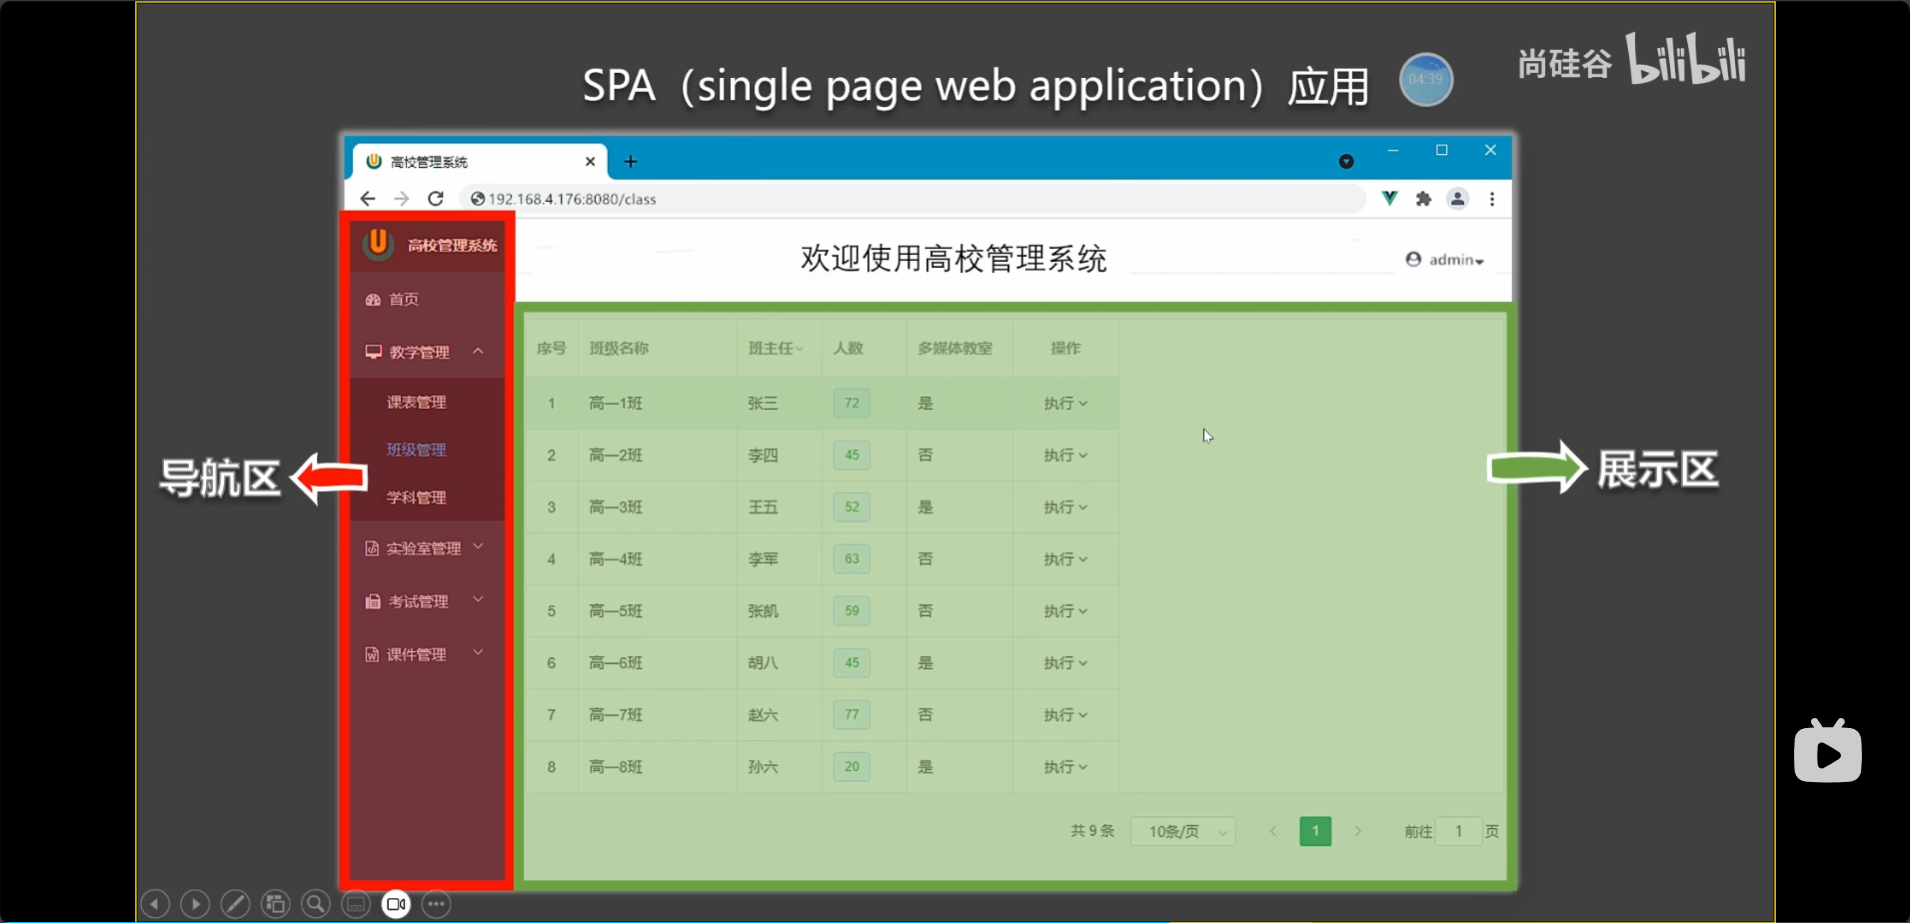 尚硅谷 bilibili
SPA（single page web application）应用
04:39
高校管理系统
192.168.4.176:8080/class
高校管理系统
欢迎使用高校管理系统
admin
首页
教学管理
课表管理
班级管理
学科管理
实验室管理
考试管理
课件管理
导航区
展示区
序号 班级名称 班主任 人数 多媒体教室 操作
1 高一1班 张三 72 是 执行
2 高一2班 李四 45 否 执行
3 高一3班 王五 52 是 执行
4 高一4班 李军 63 否 执行
5 高一5班 张凯 59 否 执行
6 高一6班 胡八 45 是 执行
7 高一7班 赵六 77 否 执行
8 高一8班 孙六 20 是 执行
共 9 条 10条/页 1 前往 1 页